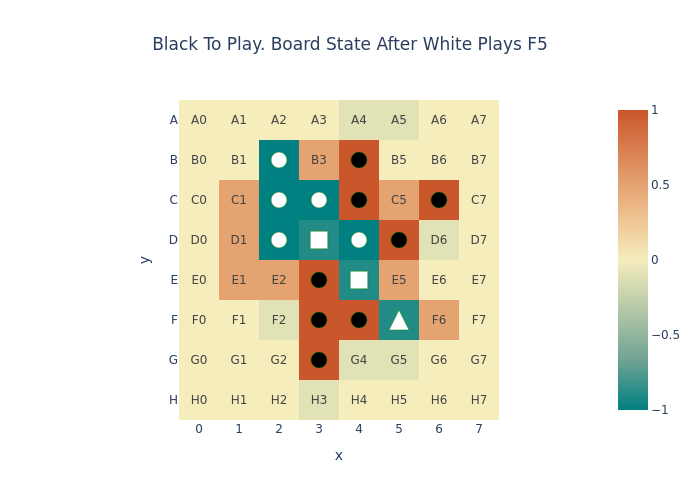 Black To Play. Board State After White Plays F5
A A0 A1 A2 A3 A4 A5 A6 A7
B B0 B1 B3 B5 B6 B7
C C0 C1 C5 C7
D D0 D1 D6 D7
E E0 E1 E2 E5 E6 E7
F F0 F1 F2 F6 F7
G G0 G1 G2 G4 G5 G6 G7
H H0 H1 H2 H3 H4 H5 H6 H7
0 1 2 3 4 5 6 7
x
y
1
0.5
0
−0.5
−1